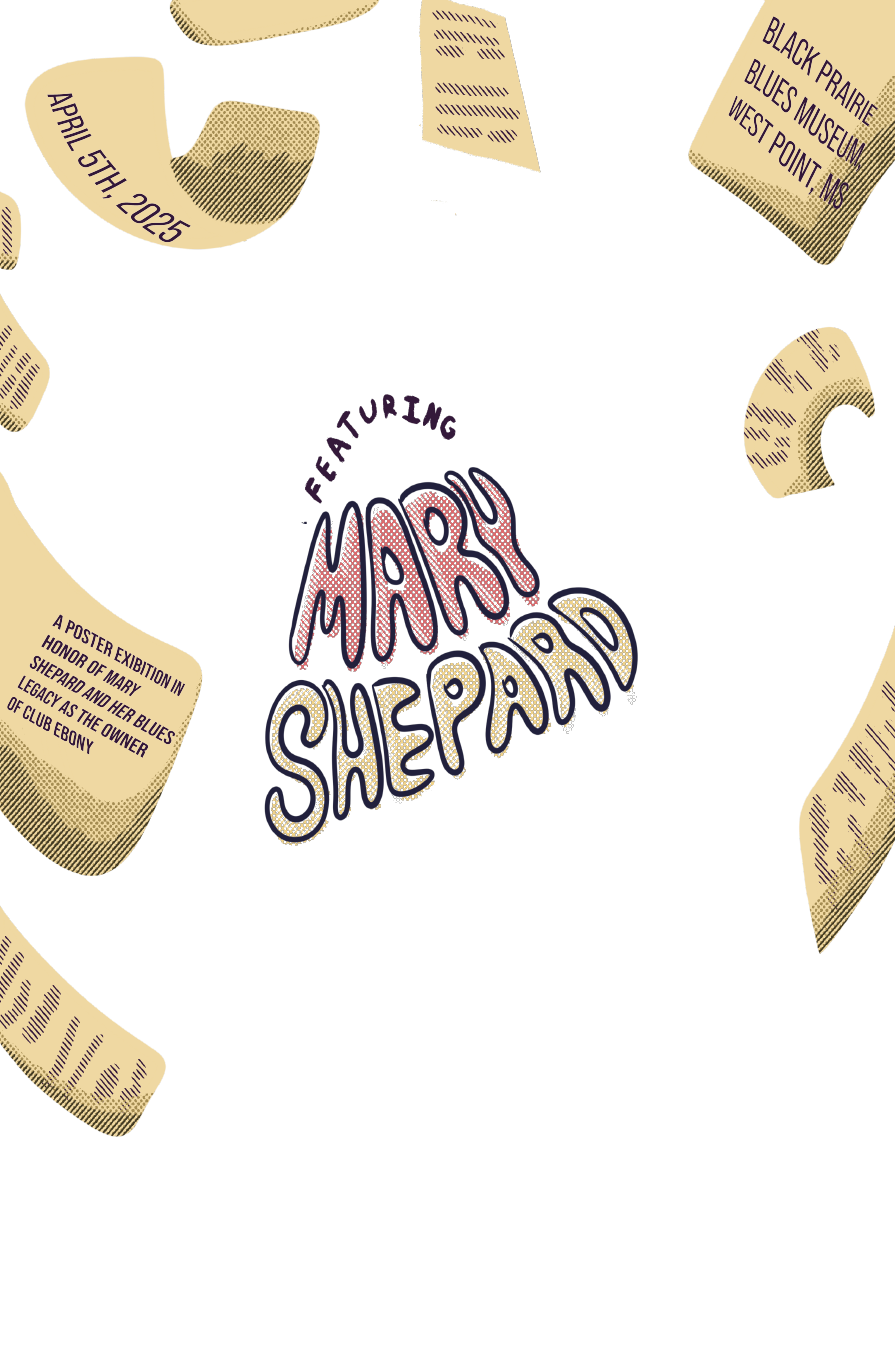 APRIL 5TH, 2025
BLACK PRAIRIE
BLUES MUSEUM,
WEST POINT, MS
FEATURING
MARY
SHEPARD
A POSTER EXIBITION IN
HONOR OF MARY
SHEPARD AND HER BLUES
LEGACY AS THE OWNER
OF CLUB EBONY